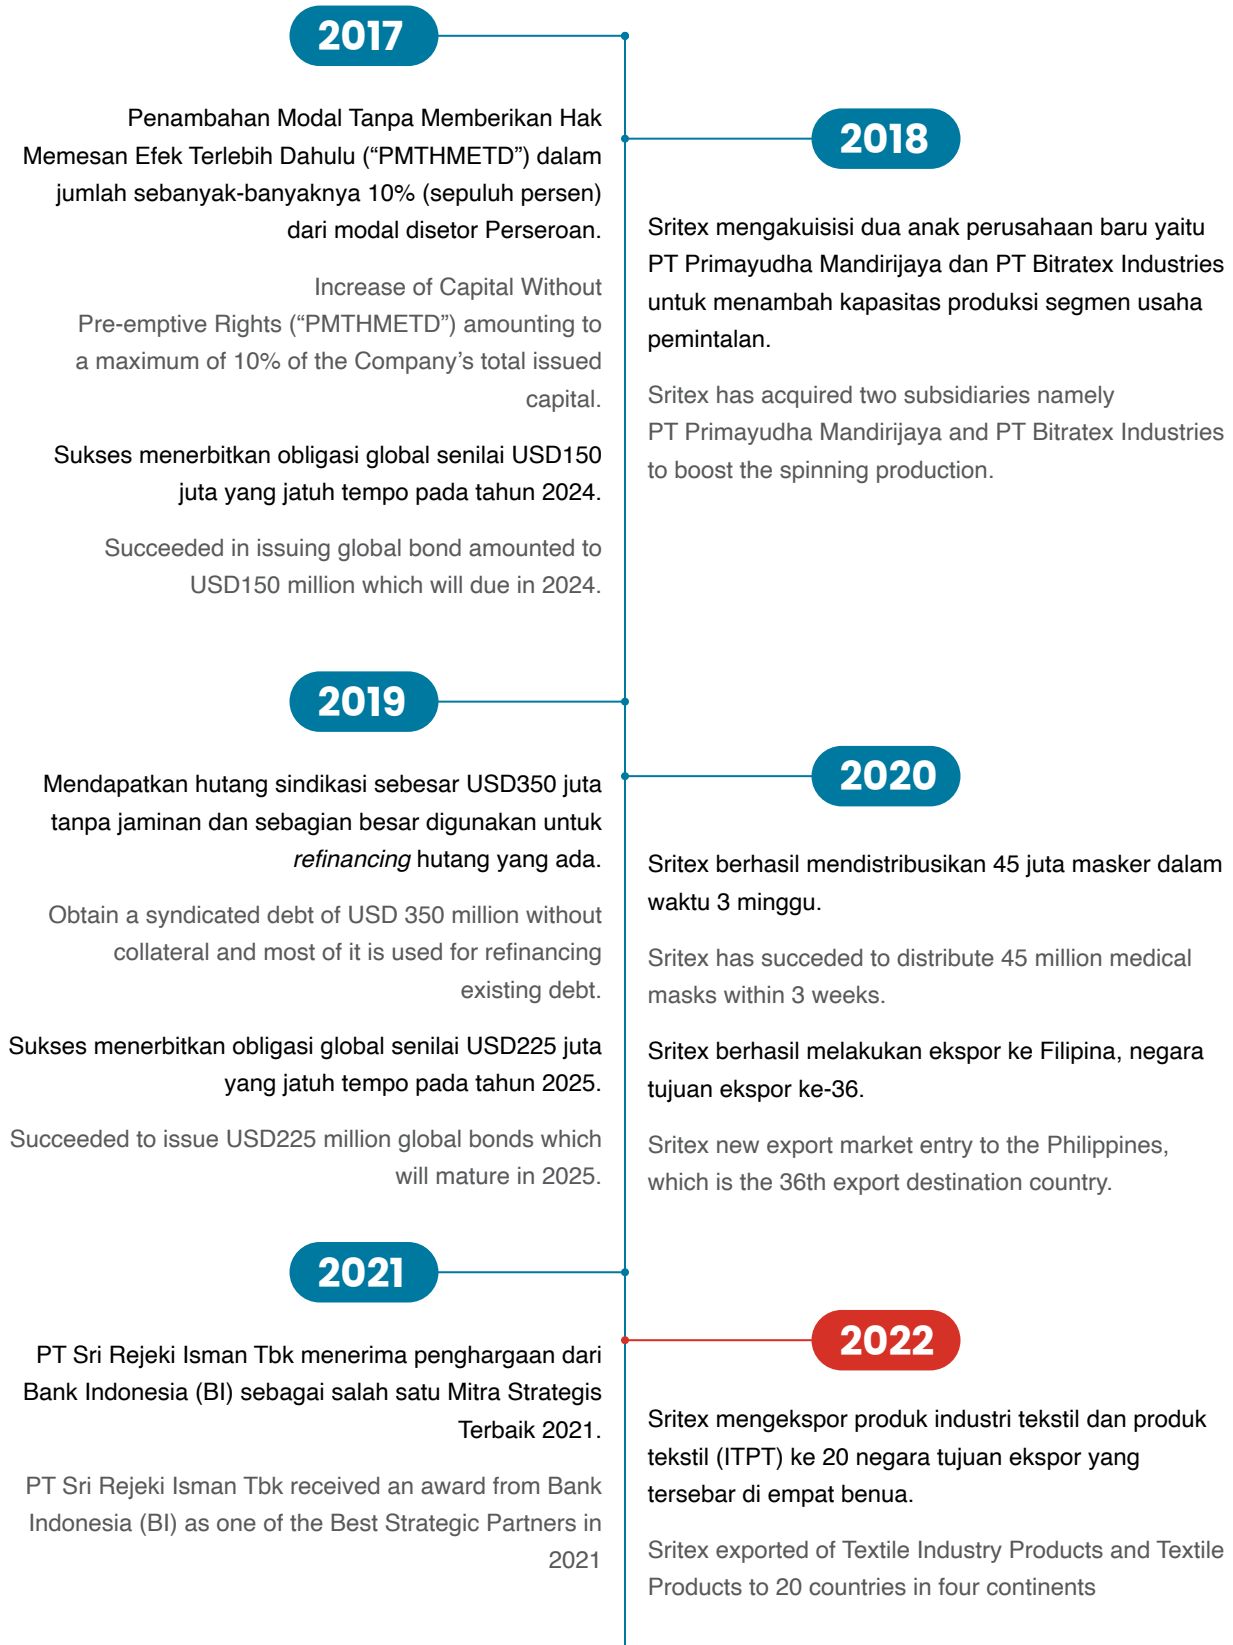 2017
Penambahan Modal Tanpa Memberikan Hak
Memesan Efek Terlebih Dahulu (“PMTHMETD”) dalam
jumlah sebanyak-banyaknya 10% (sepuluh persen)
dari modal disetor Perseroan.
Increase of Capital Without
Pre-emptive Rights (“PMTHMETD”) amounting to
a maximum of 10% of the Company’s total issued
capital.
Sukses menerbitkan obligasi global senilai USD150
juta yang jatuh tempo pada tahun 2024.
Succeeded in issuing global bond amounted to
USD150 million which will due in 2024.
2018
Sritex mengakuisisi dua anak perusahaan baru yaitu
PT Primayudha Mandirijaya dan PT Bitratex Industries
untuk menambah kapasitas produksi segmen usaha
pemintalan.
Sritex has acquired two subsidiaries namely
PT Primayudha Mandirijaya and PT Bitratex Industries
to boost the spinning production.
2019
Mendapatkan hutang sindikasi sebesar USD350 juta
tanpa jaminan dan sebagian besar digunakan untuk
refinancing hutang yang ada.
Obtain a syndicated debt of USD 350 million without
collateral and most of it is used for refinancing
existing debt.
Sukses menerbitkan obligasi global senilai USD225 juta
yang jatuh tempo pada tahun 2025.
Succeeded to issue USD225 million global bonds which
will mature in 2025.
2020
Sritex berhasil mendistribusikan 45 juta masker dalam
waktu 3 minggu.
Sritex has succeded to distribute 45 million medical
masks within 3 weeks.
Sritex berhasil melakukan ekspor ke Filipina, negara
tujuan ekspor ke-36.
Sritex new export market entry to the Philippines,
which is the 36th export destination country.
2021
PT Sri Rejeki Isman Tbk menerima penghargaan dari
Bank Indonesia (BI) sebagai salah satu Mitra Strategis
Terbaik 2021.
PT Sri Rejeki Isman Tbk received an award from Bank
Indonesia (BI) as one of the Best Strategic Partners in
2021
2022
Sritex mengekspor produk industri tekstil dan produk
tekstil (ITPT) ke 20 negara tujuan ekspor yang
tersebar di empat benua.
Sritex exported of Textile Industry Products and Textile
Products to 20 countries in four continents